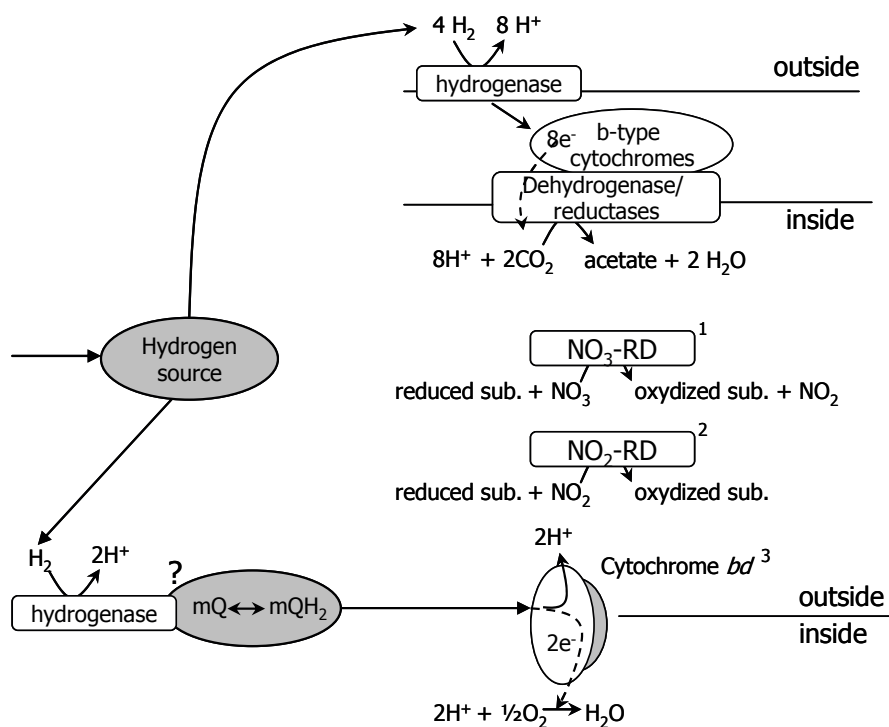 4 H₂ 8 H⁺
outside
hydrogenase
8e⁻ b-type
cytochromes
Dehydrogenase/
reductases
inside
8H⁺ + 2CO₂ acetate + 2 H₂O
Hydrogen
source
NO₃-RD 1
reduced sub. + NO₃ oxydized sub. + NO₂
NO₂-RD 2
reduced sub. + NO₂ oxydized sub.
H₂ 2H⁺
?
hydrogenase
mQ mQH₂
2H⁺
Cytochrome bd ³
outside
inside
2e⁻
2H⁺ + ½O₂ H₂O